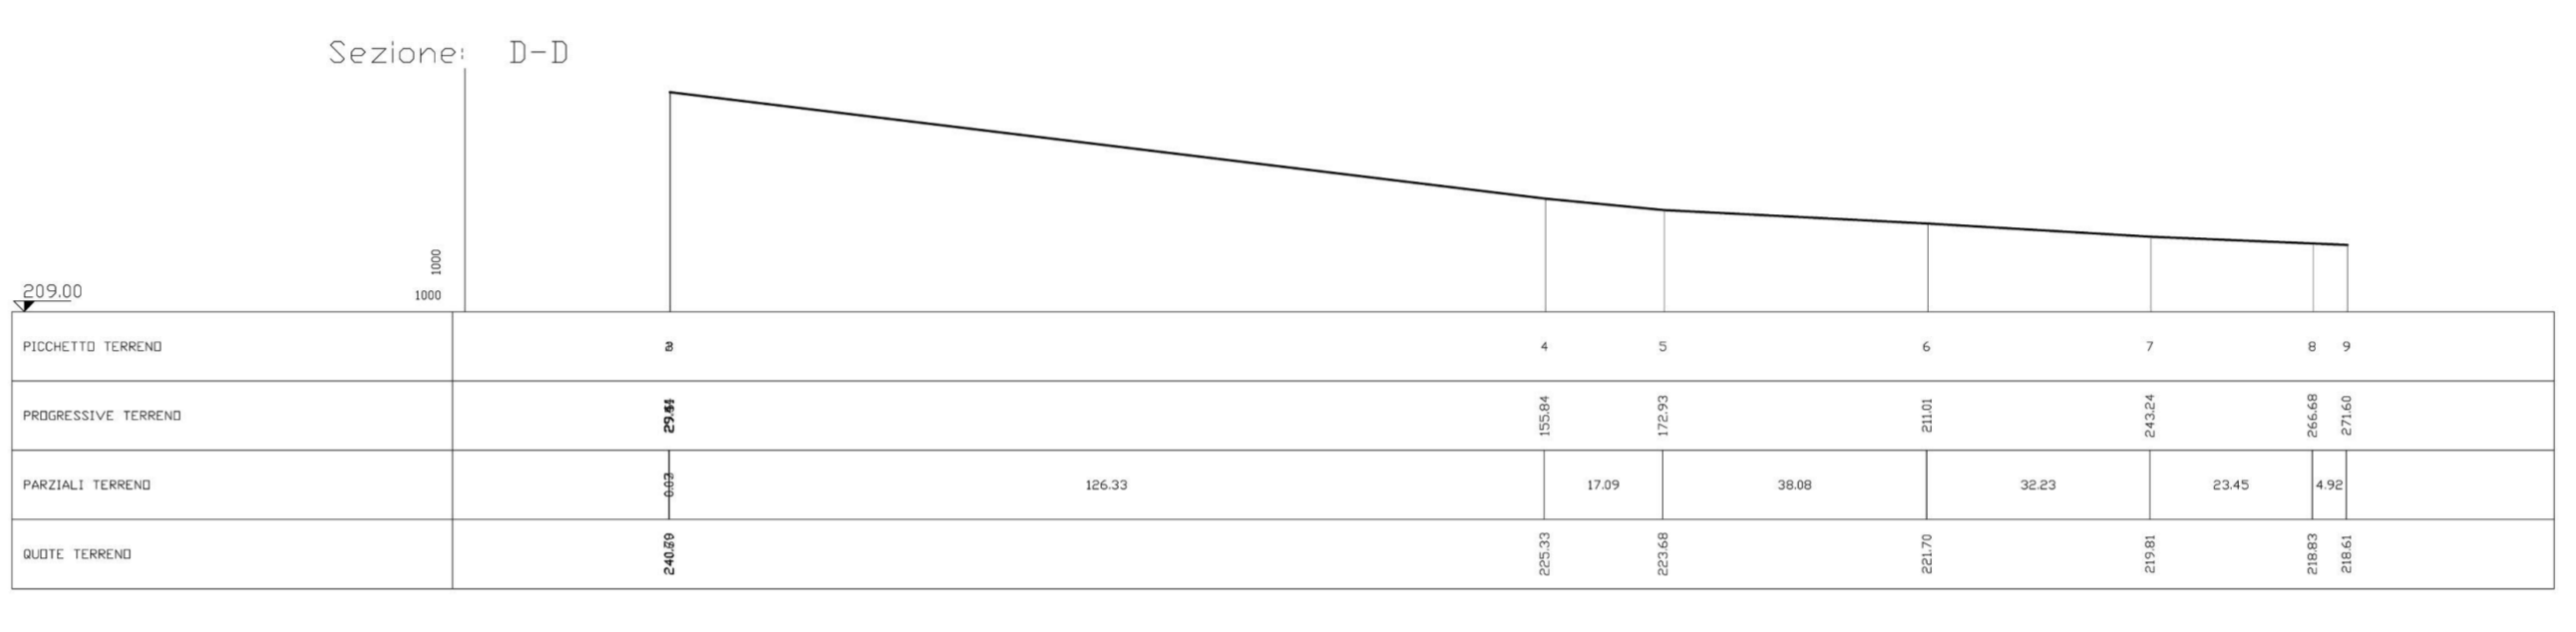 Sezione: D-D
1000
1000
209.00
PICCHETTO TERRENO 4 5 6 7 8 9
PROGRESSIVE TERRENO 155.84 172.93 211.01 243.24 266.68 271.60
PARZIALI TERRENO 126.33 17.09 38.08 32.23 23.45 4.92
QUOTE TERRENO 225.33 223.68 221.70 219.81 218.83 218.61